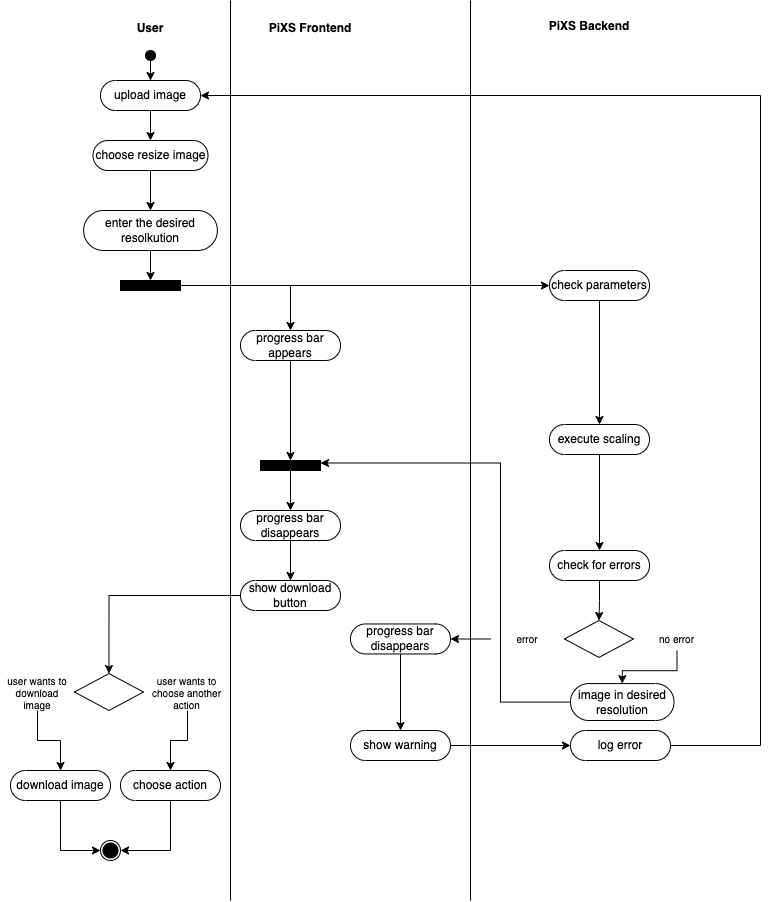 User
PiXS Frontend
PiXS Backend
upload image
choose resize image
enter the desired
resolkution
check parameters
progress bar
appears
execute scaling
progress bar
disappears
check for errors
show download
button
progress bar
disappears
error
no error
user wants to
download
image
user wants to
choose another
action
image in desired
resolution
show warning
log error
download image
choose action